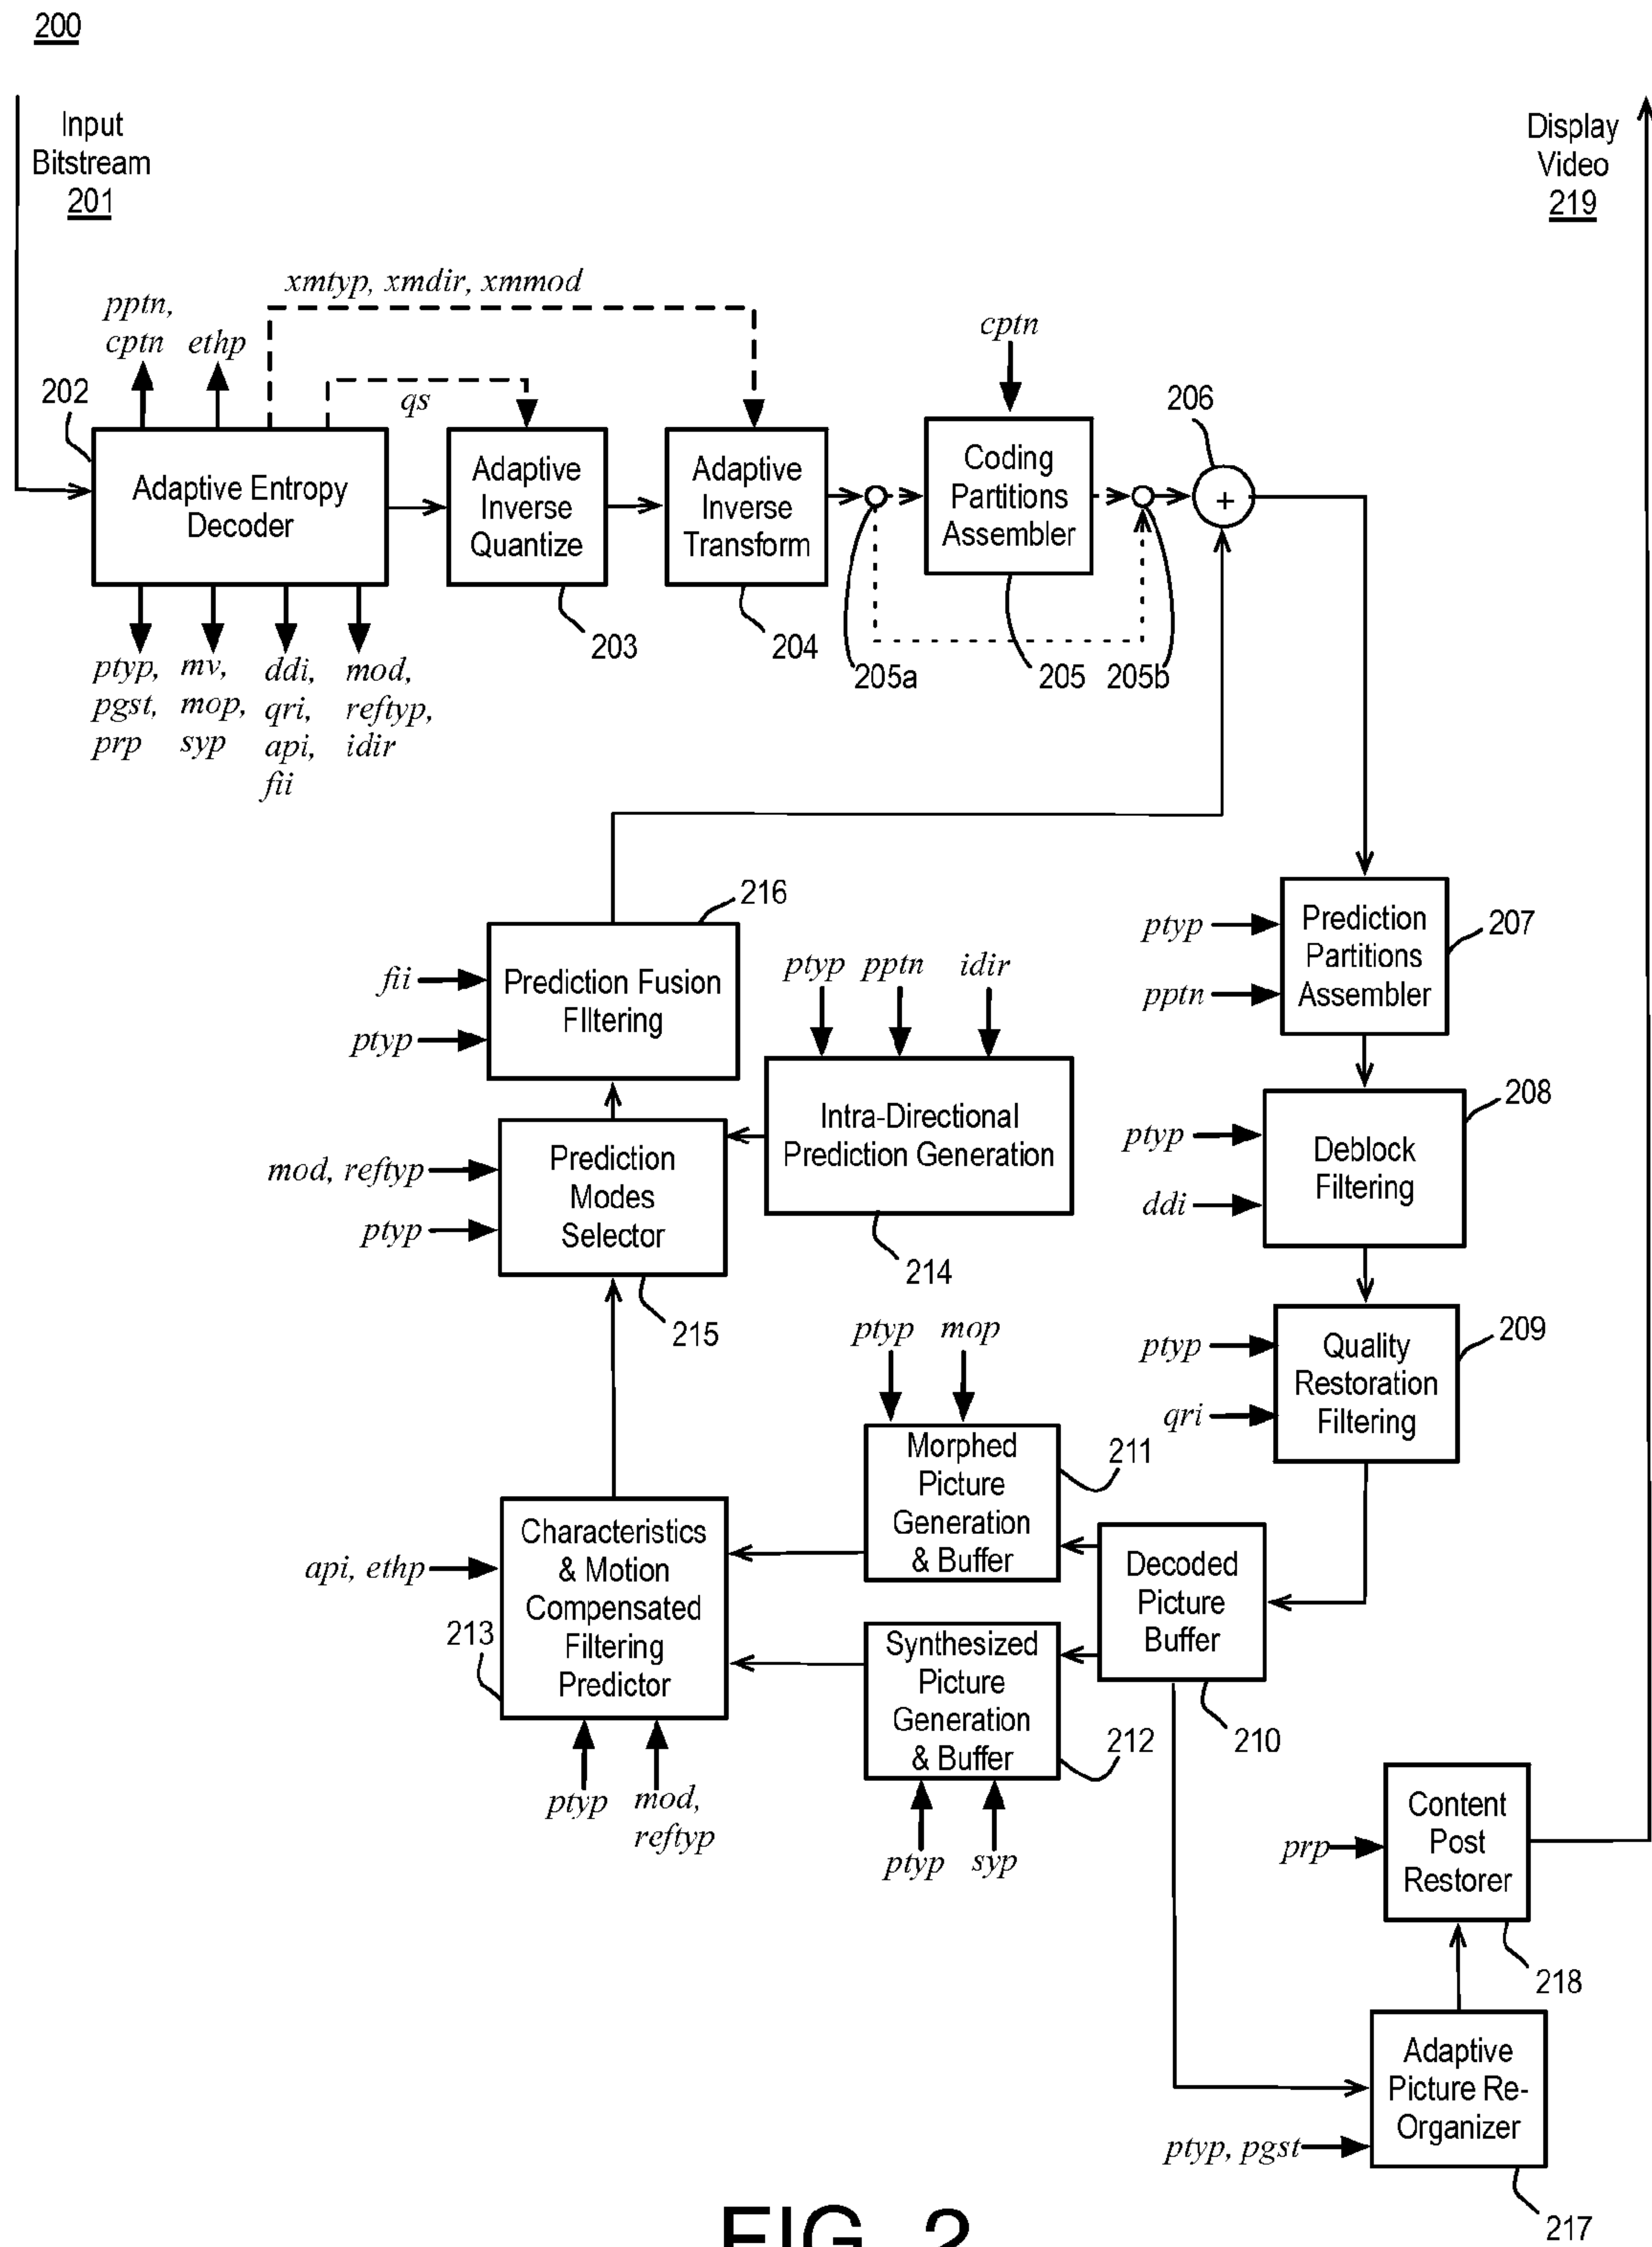 200
Input
Bitstream
201
Display
Video
219
xmtyp, xmdir, xmmod
pptn,
cptn
ethp
qs
cptn
202
206
Adaptive Entropy
Decoder
Adaptive
Inverse
Quantize
Adaptive
Inverse
Transform
Coding
Partitions
Assembler
+
203
204
205a
205
205b
ptyp,
pgst,
prp
mv,
mop,
syp
ddi,
qri,
api,
fii
mod,
reftyp,
idir
216
fii
ptyp
Prediction Fusion
FIltering
ptyp
pptn
idir
ptyp
pptn
Prediction
Partitions
Assembler
207
Intra-Directional
Prediction Generation
214
mod, reftyp
ptyp
Prediction
Modes
Selector
215
ptyp
ddi
Deblock
Filtering
208
ptyp
qri
Quality
Restoration
Filtering
209
ptyp
mop
Morphed
Picture
Generation
& Buffer
211
api, ethp
213
Characteristics
& Motion
Compensated
Filtering
Predictor
ptyp
mod,
reftyp
Synthesized
Picture
Generation
& Buffer
212
ptyp
syp
Decoded
Picture
Buffer
210
prp
Content
Post
Restorer
218
Adaptive
Picture Re-
Organizer
ptyp, pgst
217
FIG. 2